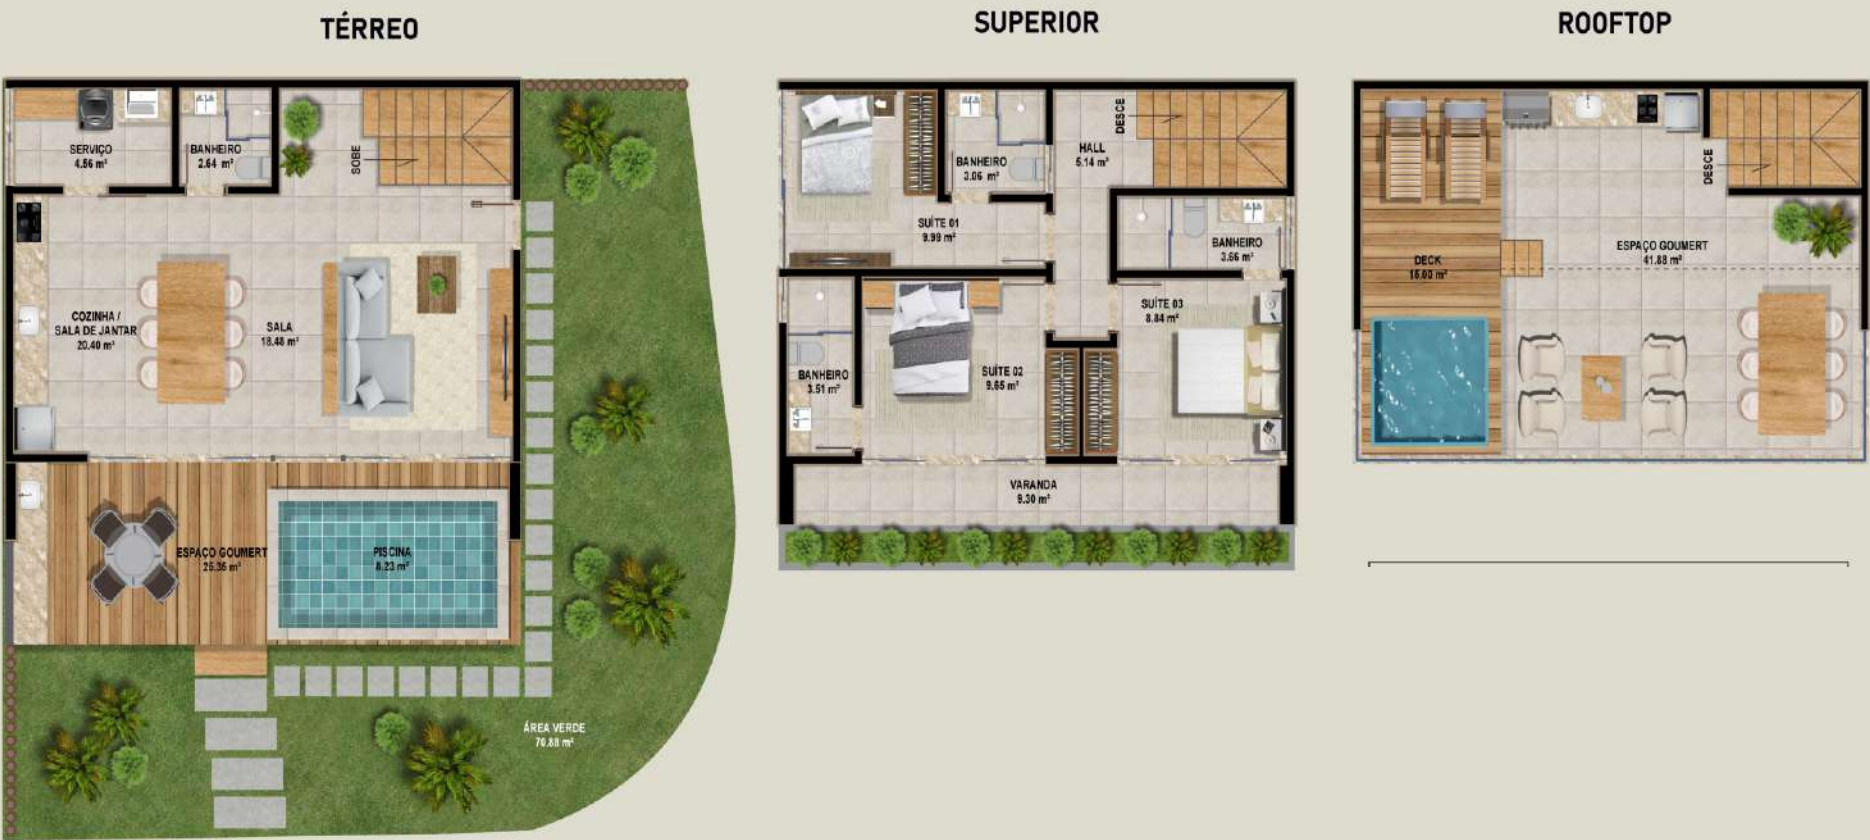 TÉRREO
SERVIÇO
4.56 m²
BANHEIRO
2.64 m²
SOBE
COZINHA /
SALA DE JANTAR
20.40 m²
SALA
18.48 m²
ESPAÇO GOUMERT
25.35 m²
PISCINA
8.23 m²
ÁREA VERDE
70.88 m²
SUPERIOR
BANHEIRO
3.06 m²
HALL
5.14 m²
DESCE
SUÍTE 01
9.99 m²
BANHEIRO
3.66 m²
BANHEIRO
3.51 m²
SUÍTE 02
9.65 m²
SUÍTE 03
8.84 m²
VARANDA
9.30 m²
ROOFTOP
DESCE
DECK
15.00 m²
ESPAÇO GOUMERT
41.88 m²